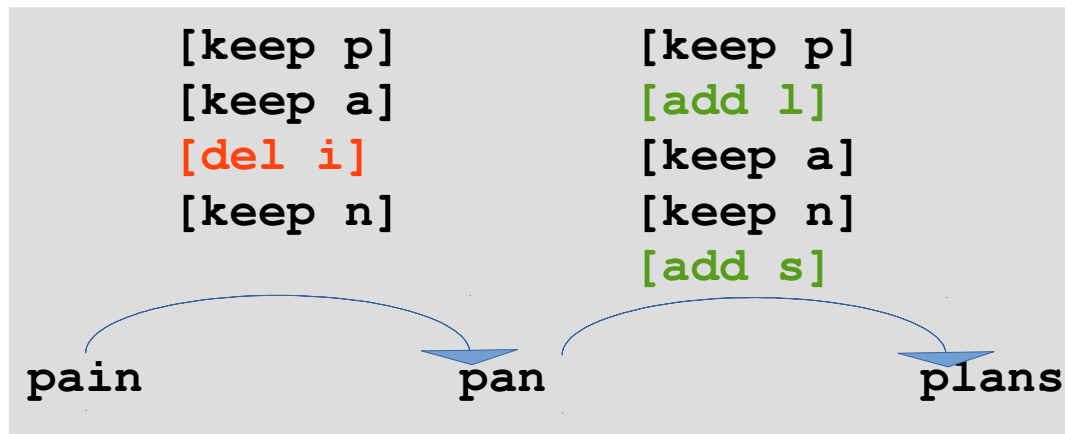 [keep p]
[keep a]
[del i]
[keep n]
[keep p]
[add l]
[keep a]
[keep n]
[add s]
pain pan plans